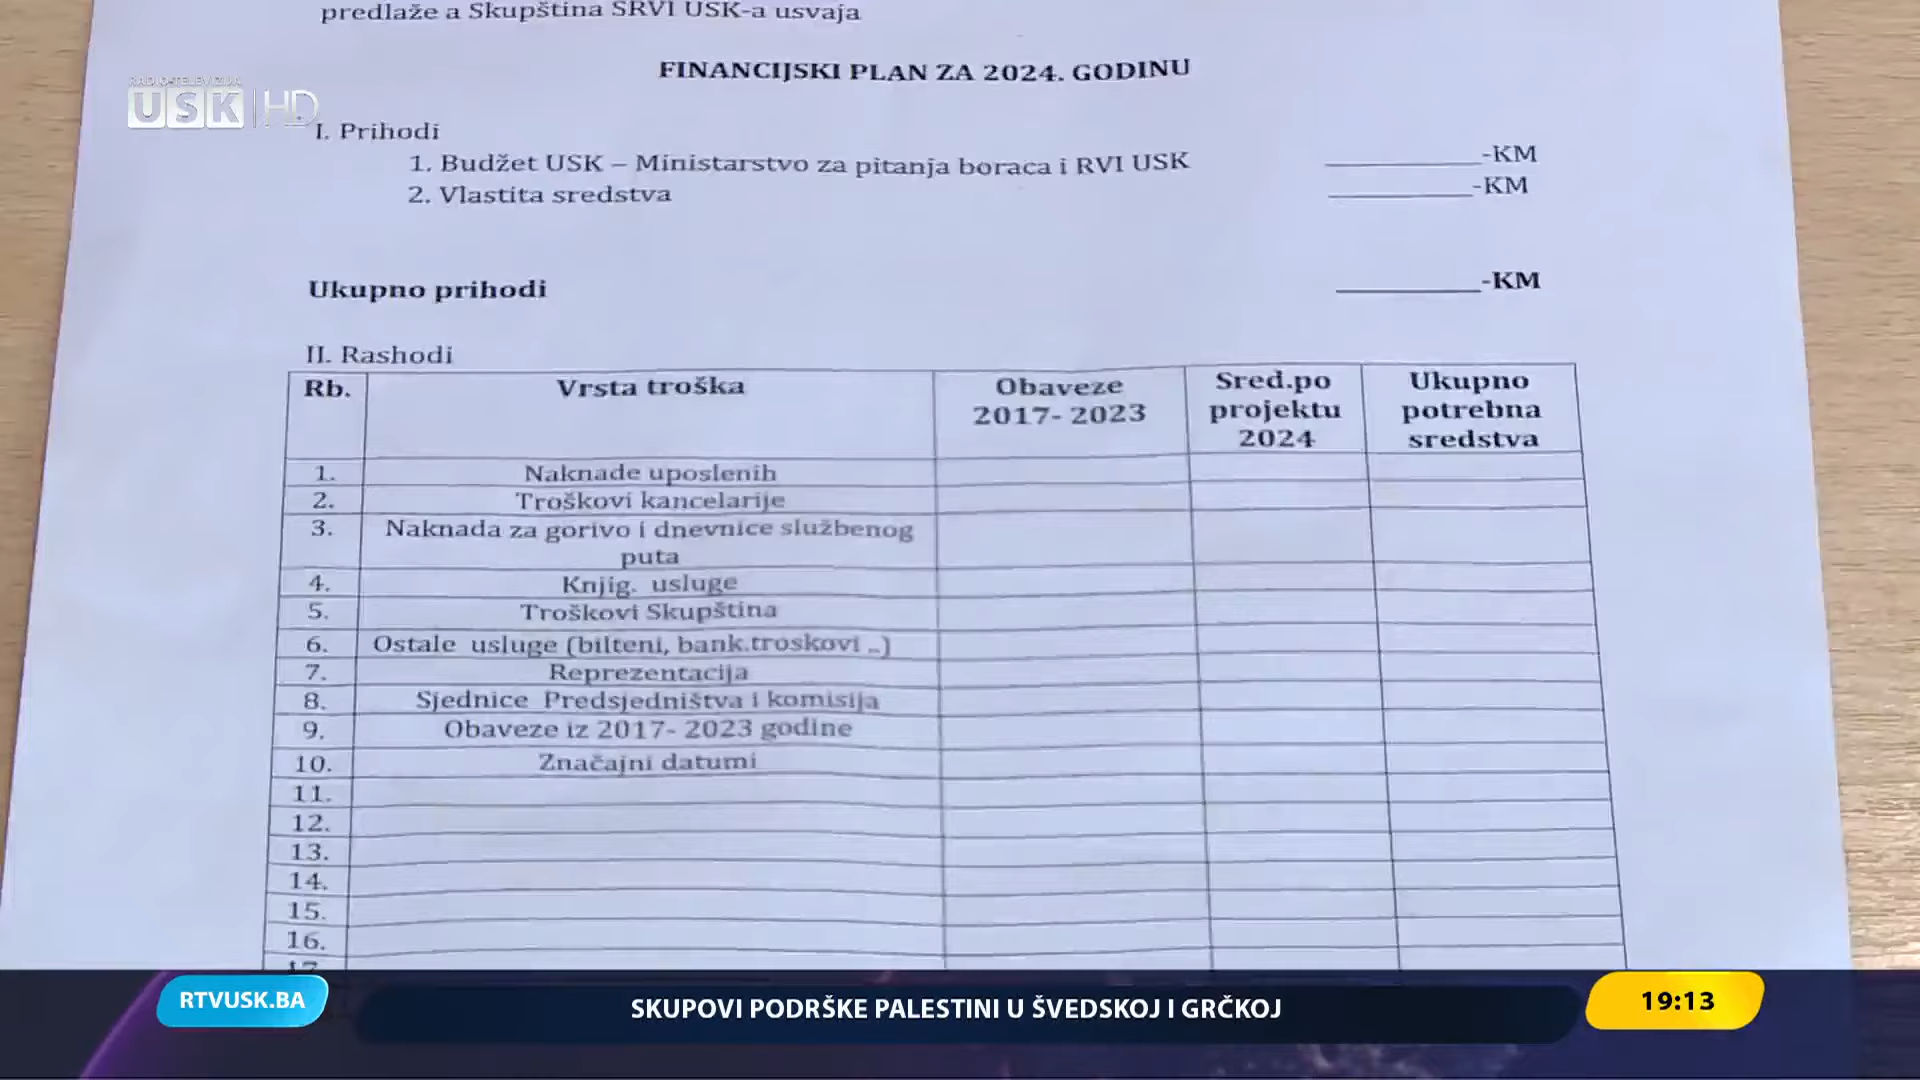 predlaže a Skupština SRVI USK-a usvaja
FINANCIJSKI PLAN ZA 2024. GODINU
RADIOTELEVIZIJA
USK HD
I. Prihodi
1. Budžet USK – Ministarstvo za pitanja boraca i RVI USK __________-KM
2. Vlastita sredstva __________-KM
Ukupno prihodi __________-KM
II. Rashodi
Rb. Vrsta troška Obaveze 2017- 2023 Sred.po projektu 2024 Ukupno potrebna sredstva
1. Naknade uposlenih
2. Troškovi kancelarije
3. Naknada za gorivo i dnevnice službenog
puta
4. Knjig. usluge
5. Troškovi Skupština
6. Ostale usluge (bilteni, bank.troskovi ..)
7. Reprezentacija
8. Sjednice Predsjedništva i komisija
9. Obaveze iz 2017- 2023 godine
10. Značajni datumi
11.
12.
13.
14.
15.
16.
17.
RTVUSK.BA
SKUPOVI PODRŠKE PALESTINI U ŠVEDSKOJ I GRČKOJ
19:13